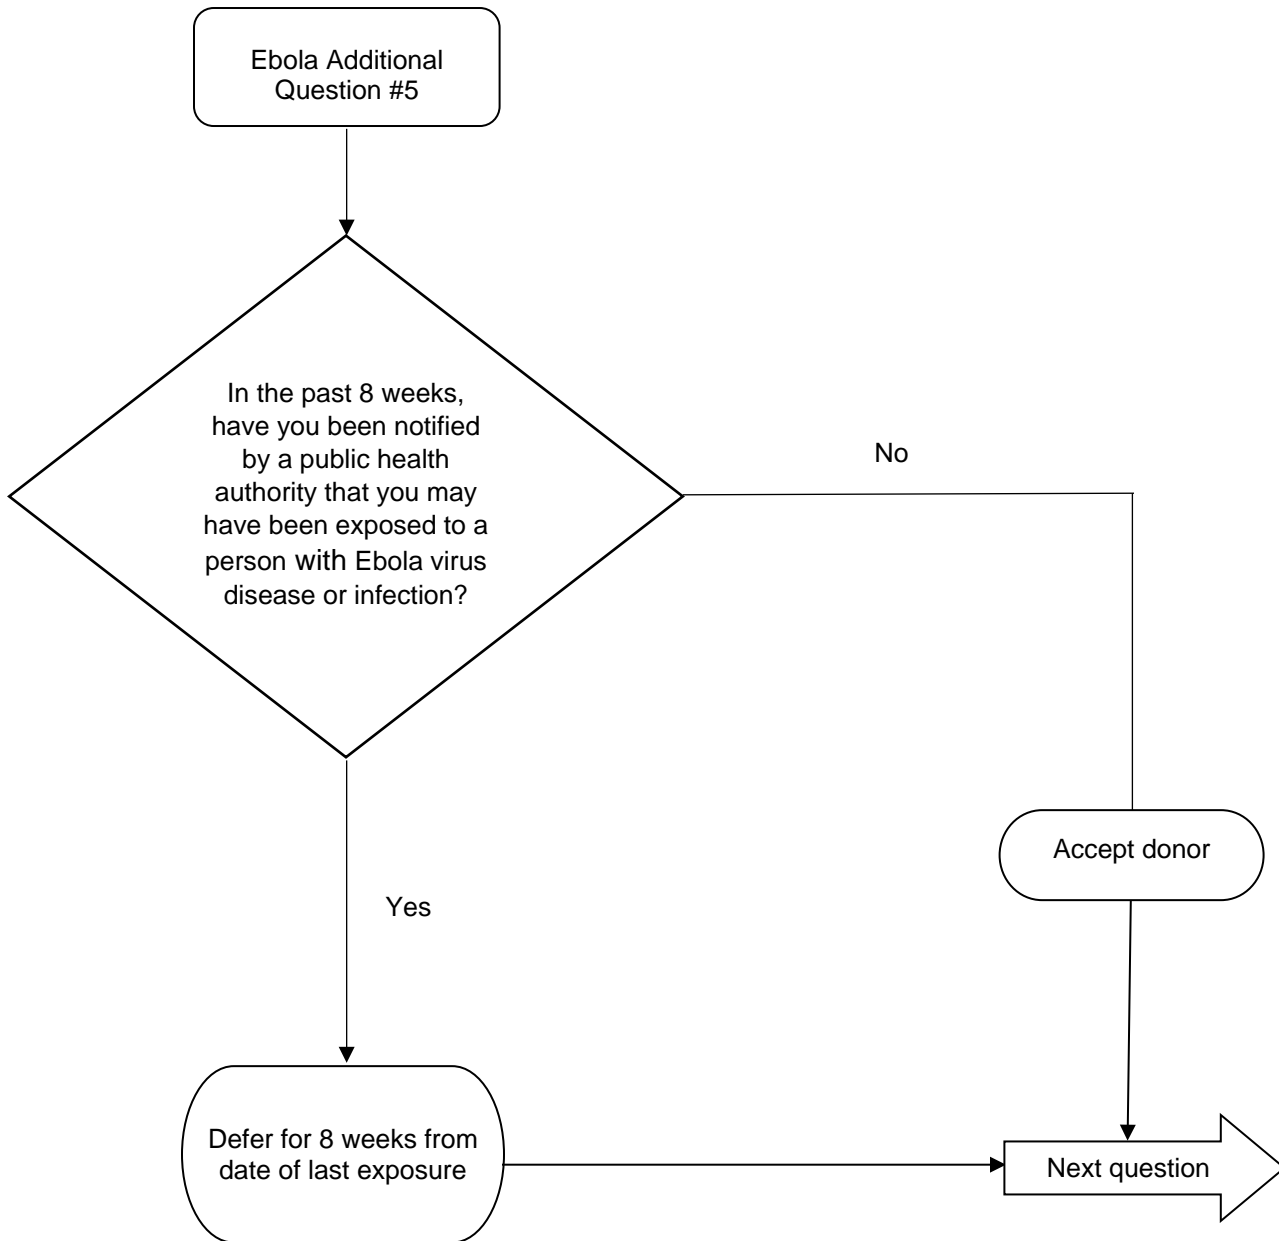 Ebola Additional
Question #5
In the past 8 weeks,
have you been notified
by a public health
authority that you may
have been exposed to a
person with Ebola virus
disease or infection?
No
Accept donor
Yes
Defer for 8 weeks from
date of last exposure
Next question